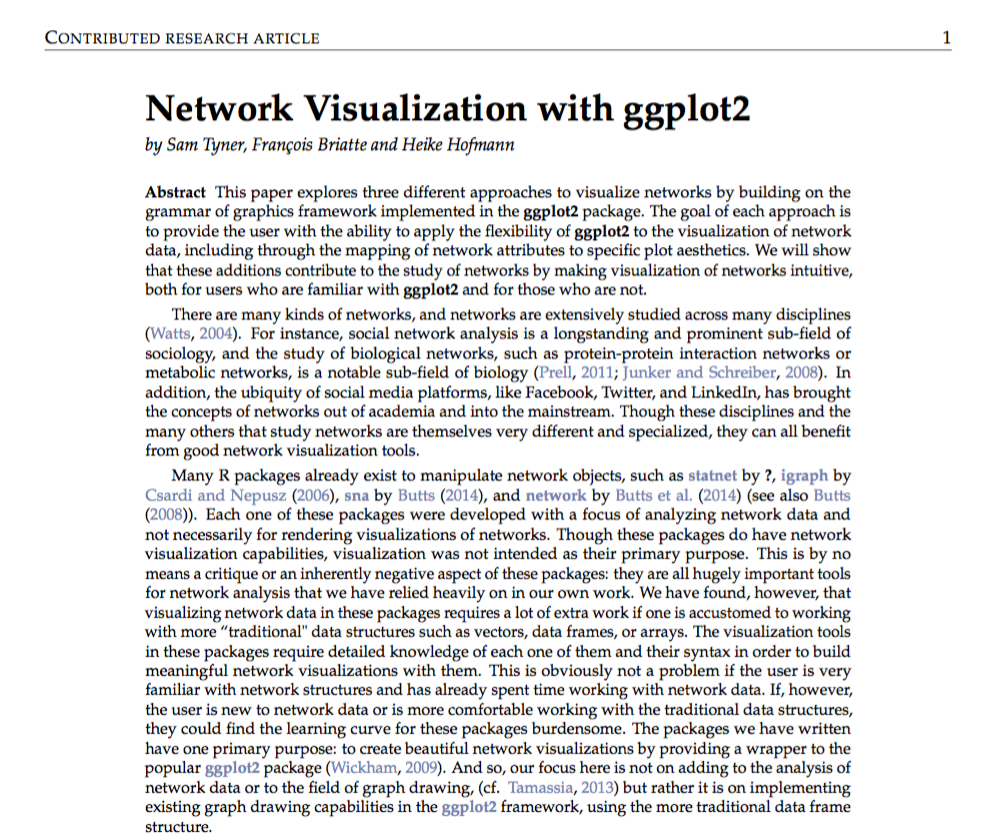 CONTRIBUTED RESEARCH ARTICLE 1
Network Visualization with ggplot2
by Sam Tyner, François Briatte and Heike Hofmann
Abstract This paper explores three different approaches to visualize networks by building on the
grammar of graphics framework implemented in the ggplot2 package. The goal of each approach is
to provide the user with the ability to apply the flexibility of ggplot2 to the visualization of network
data, including through the mapping of network attributes to specific plot aesthetics. We will show
that these additions contribute to the study of networks by making visualization of networks intuitive,
both for users who are familiar with ggplot2 and for those who are not.
There are many kinds of networks, and networks are extensively studied across many disciplines
(Watts, 2004). For instance, social network analysis is a longstanding and prominent sub-field of
sociology, and the study of biological networks, such as protein-protein interaction networks or
metabolic networks, is a notable sub-field of biology (Prell, 2011; Junker and Schreiber, 2008). In
addition, the ubiquity of social media platforms, like Facebook, Twitter, and LinkedIn, has brought
the concepts of networks out of academia and into the mainstream. Though these disciplines and the
many others that study networks are themselves very different and specialized, they can all benefit
from good network visualization tools.
Many R packages already exist to manipulate network objects, such as statnet by ?, igraph by
Csardi and Nepusz (2006), sna by Butts (2014), and network by Butts et al. (2014) (see also Butts
(2008)). Each one of these packages were developed with a focus of analyzing network data and
not necessarily for rendering visualizations of networks. Though these packages do have network
visualization capabilities, visualization was not intended as their primary purpose. This is by no
means a critique or an inherently negative aspect of these packages: they are all hugely important tools
for network analysis that we have relied heavily on in our own work. We have found, however, that
visualizing network data in these packages requires a lot of extra work if one is accustomed to working
with more “traditional" data structures such as vectors, data frames, or arrays. The visualization tools
in these packages require detailed knowledge of each one of them and their syntax in order to build
meaningful network visualizations with them. This is obviously not a problem if the user is very
familiar with network structures and has already spent time working with network data. If, however,
the user is new to network data or is more comfortable working with the traditional data structures,
they could find the learning curve for these packages burdensome. The packages we have written
have one primary purpose: to create beautiful network visualizations by providing a wrapper to the
popular ggplot2 package (Wickham, 2009). And so, our focus here is not on adding to the analysis of
network data or to the field of graph drawing, (cf. Tamassia, 2013) but rather it is on implementing
existing graph drawing capabilities in the ggplot2 framework, using the more traditional data frame
structure.